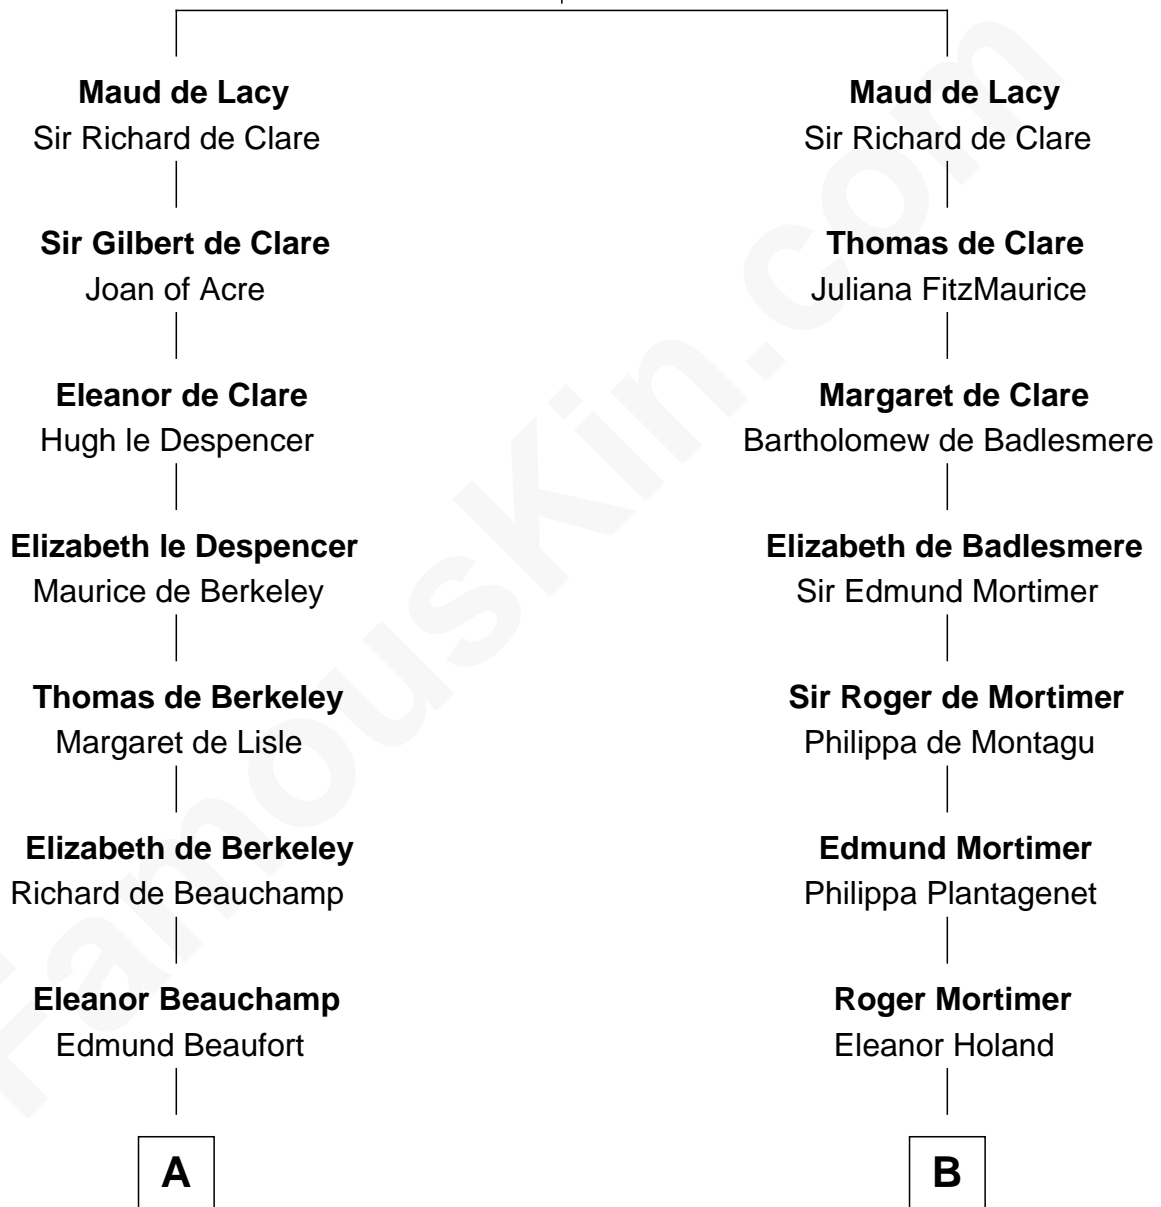 Maud de Lacy
Sir Richard de Clare
Sir Gilbert de Clare
Joan of Acre
Eleanor de Clare
Hugh le Despencer
Elizabeth le Despencer
Maurice de Berkeley
Thomas de Berkeley
Margaret de Lisle
Elizabeth de Berkeley
Richard de Beauchamp
Eleanor Beauchamp
Edmund Beaufort
A
Maud de Lacy
Sir Richard de Clare
Thomas de Clare
Juliana FitzMaurice
Margaret de Clare
Bartholomew de Badlesmere
Elizabeth de Badlesmere
Sir Edmund Mortimer
Sir Roger de Mortimer
Philippa de Montagu
Edmund Mortimer
Philippa Plantagenet
Roger Mortimer
Eleanor Holand
B
FamousKin.com